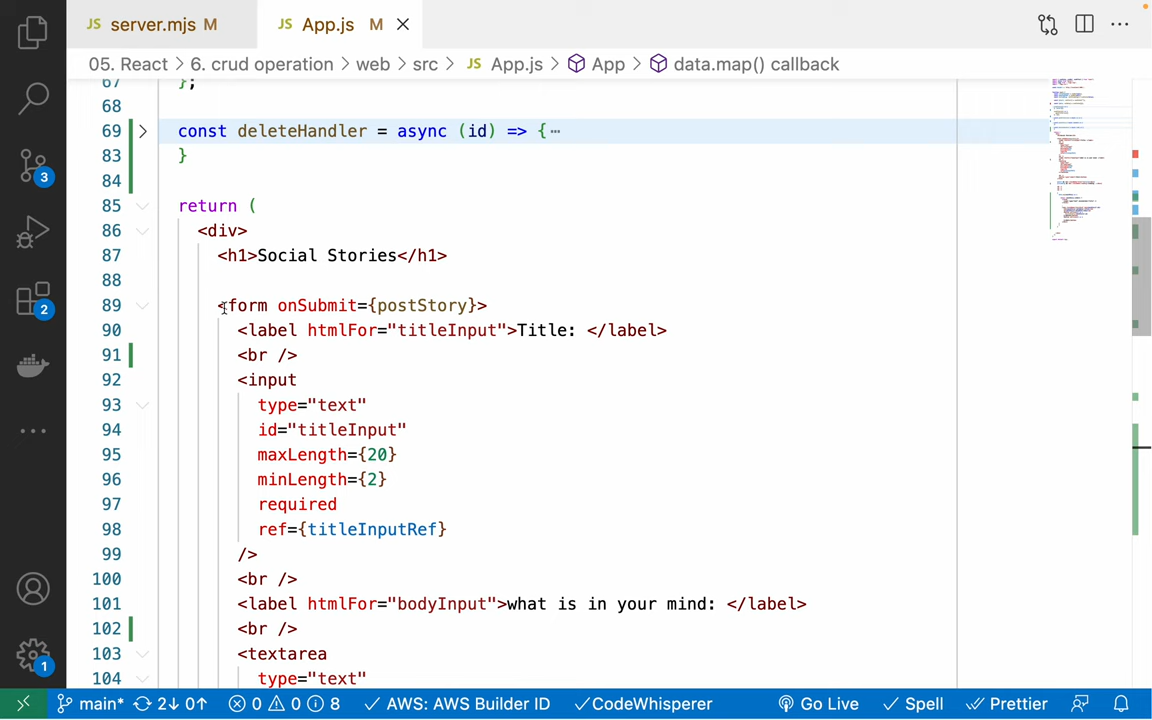 JS server.mjs M
JS App.js M
05. React > 6. crud operation > web > src > JS App.js > App > data.map() callback
67 };
68
69 const deleteHandler = async (id) => {⋯
83 }
84
85 return (
86 <div>
87 <h1>Social Stories</h1>
88
89 <form onSubmit={postStory}>
90 <label htmlFor="titleInput">Title: </label>
91 <br />
92 <input
93 type="text"
94 id="titleInput"
95 maxLength={20}
96 minLength={2}
97 required
98 ref={titleInputRef}
99 />
100 <br />
101 <label htmlFor="bodyInput">what is in your mind: </label>
102 <br />
103 <textarea
104 type="text"
3
2
1
main* 2↓ 0↑ 0 0 8 AWS: AWS Builder ID CodeWhisperer Go Live Spell Prettier